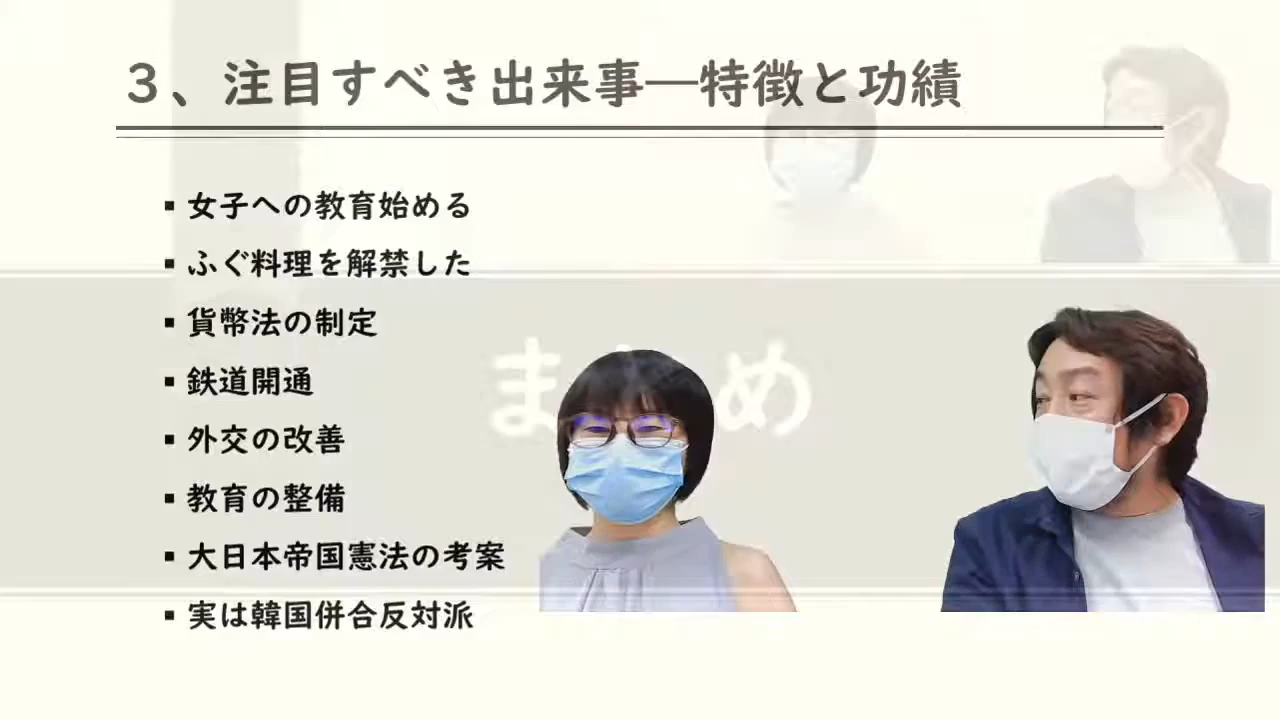 ３、注目すべき出来事―特徴と功績
▪ 女子への教育始める
▪ ふぐ料理を解禁した
▪ 貨幣法の制定
▪ 鉄道開通
▪ 外交の改善
▪ 教育の整備
▪ 大日本帝国憲法の考案
▪ 実は韓国併合反対派
まとめ